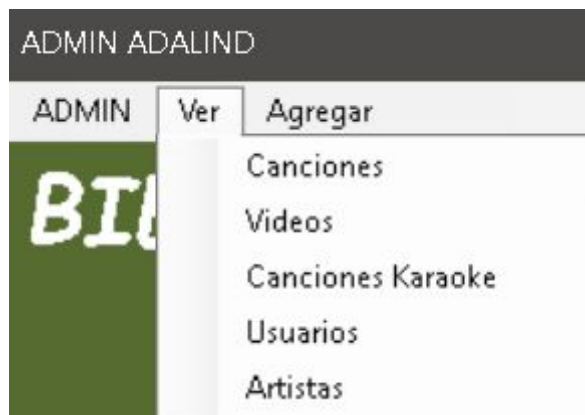 ADMIN ADALIND
ADMIN Ver Agregar
Canciones
Videos
Canciones Karaoke
Usuarios
Artistas